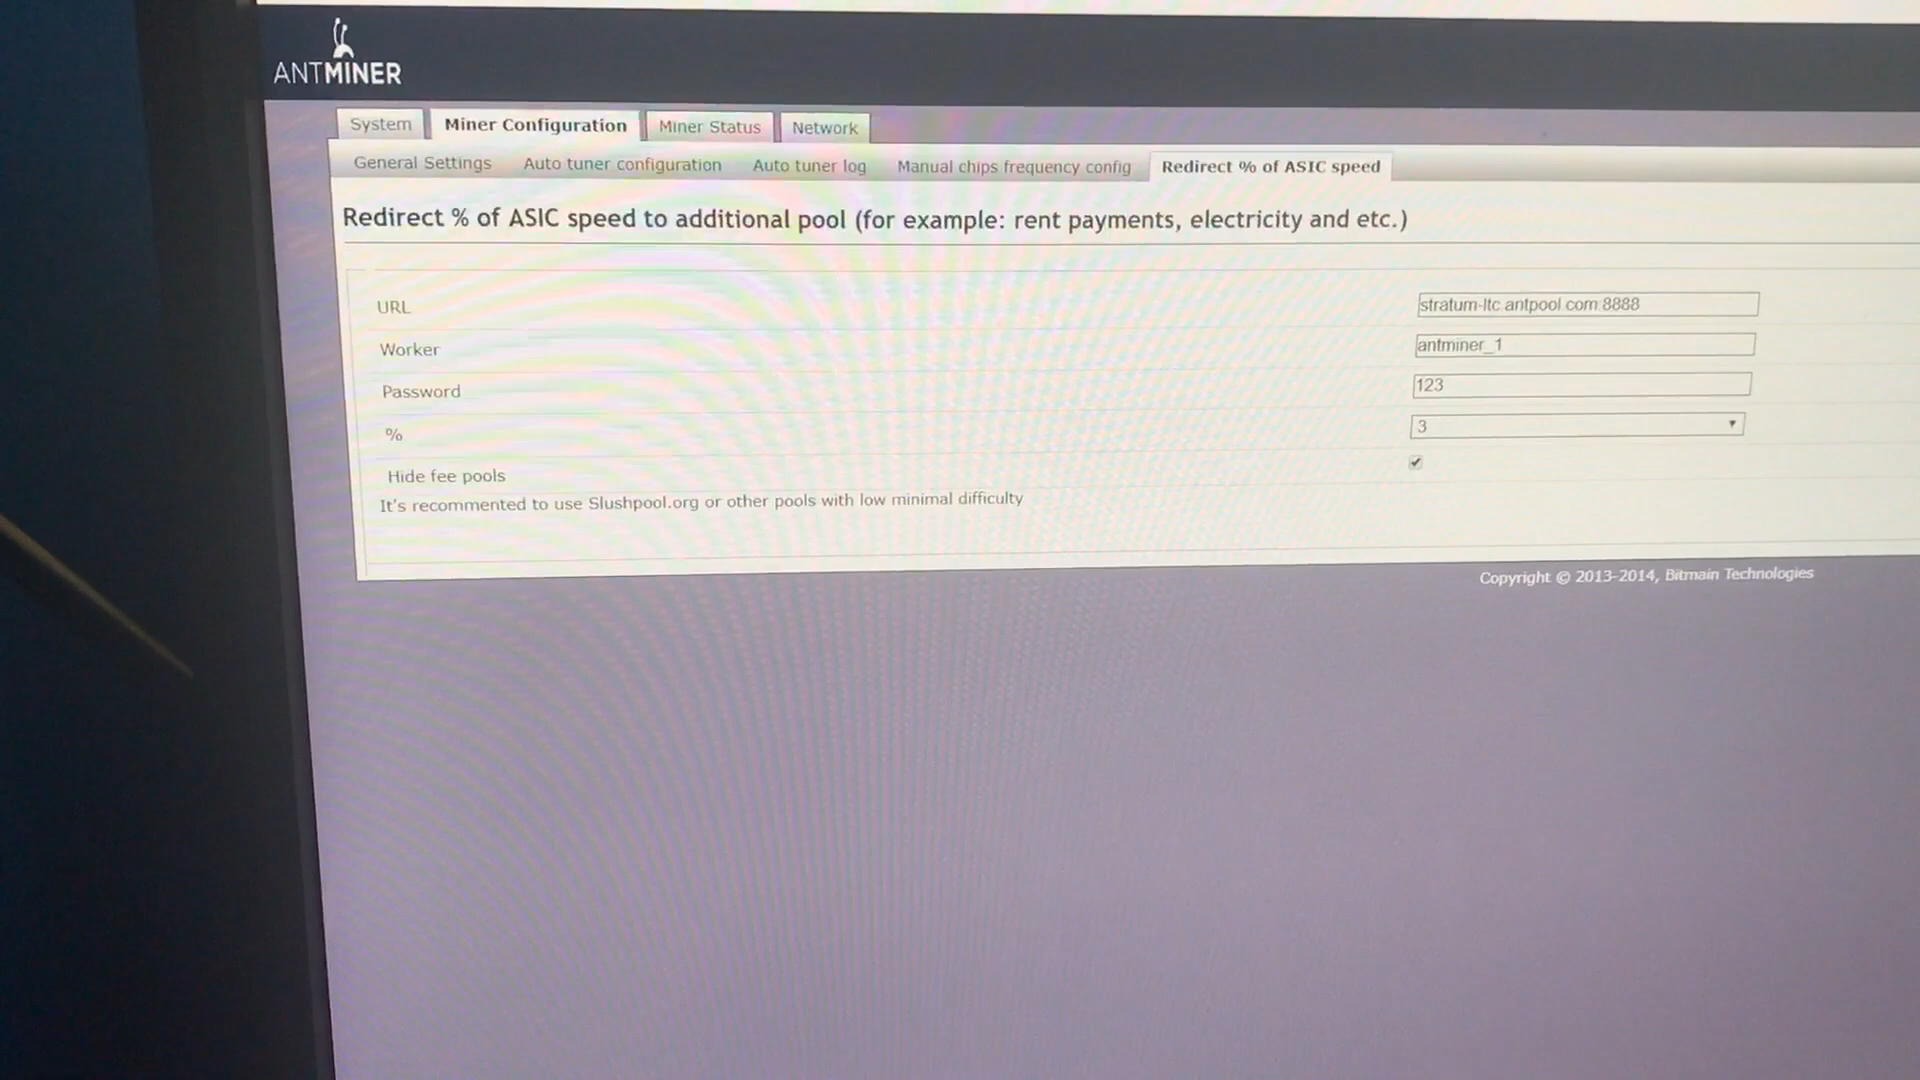 ANTMINER
System Miner Configuration Miner Status Network
General Settings Auto tuner configuration Auto tuner log Manual chips frequency config Redirect % of ASIC speed
Redirect % of ASIC speed to additional pool (for example: rent payments, electricity and etc.)
URL stratum-ltc.antpool.com:8888
Worker antminer_1
Password 123
% 3
Hide fee pools
It's recommented to use Slushpool.org or other pools with low minimal difficulty
Copyright © 2013-2014, Bitmain Technologies